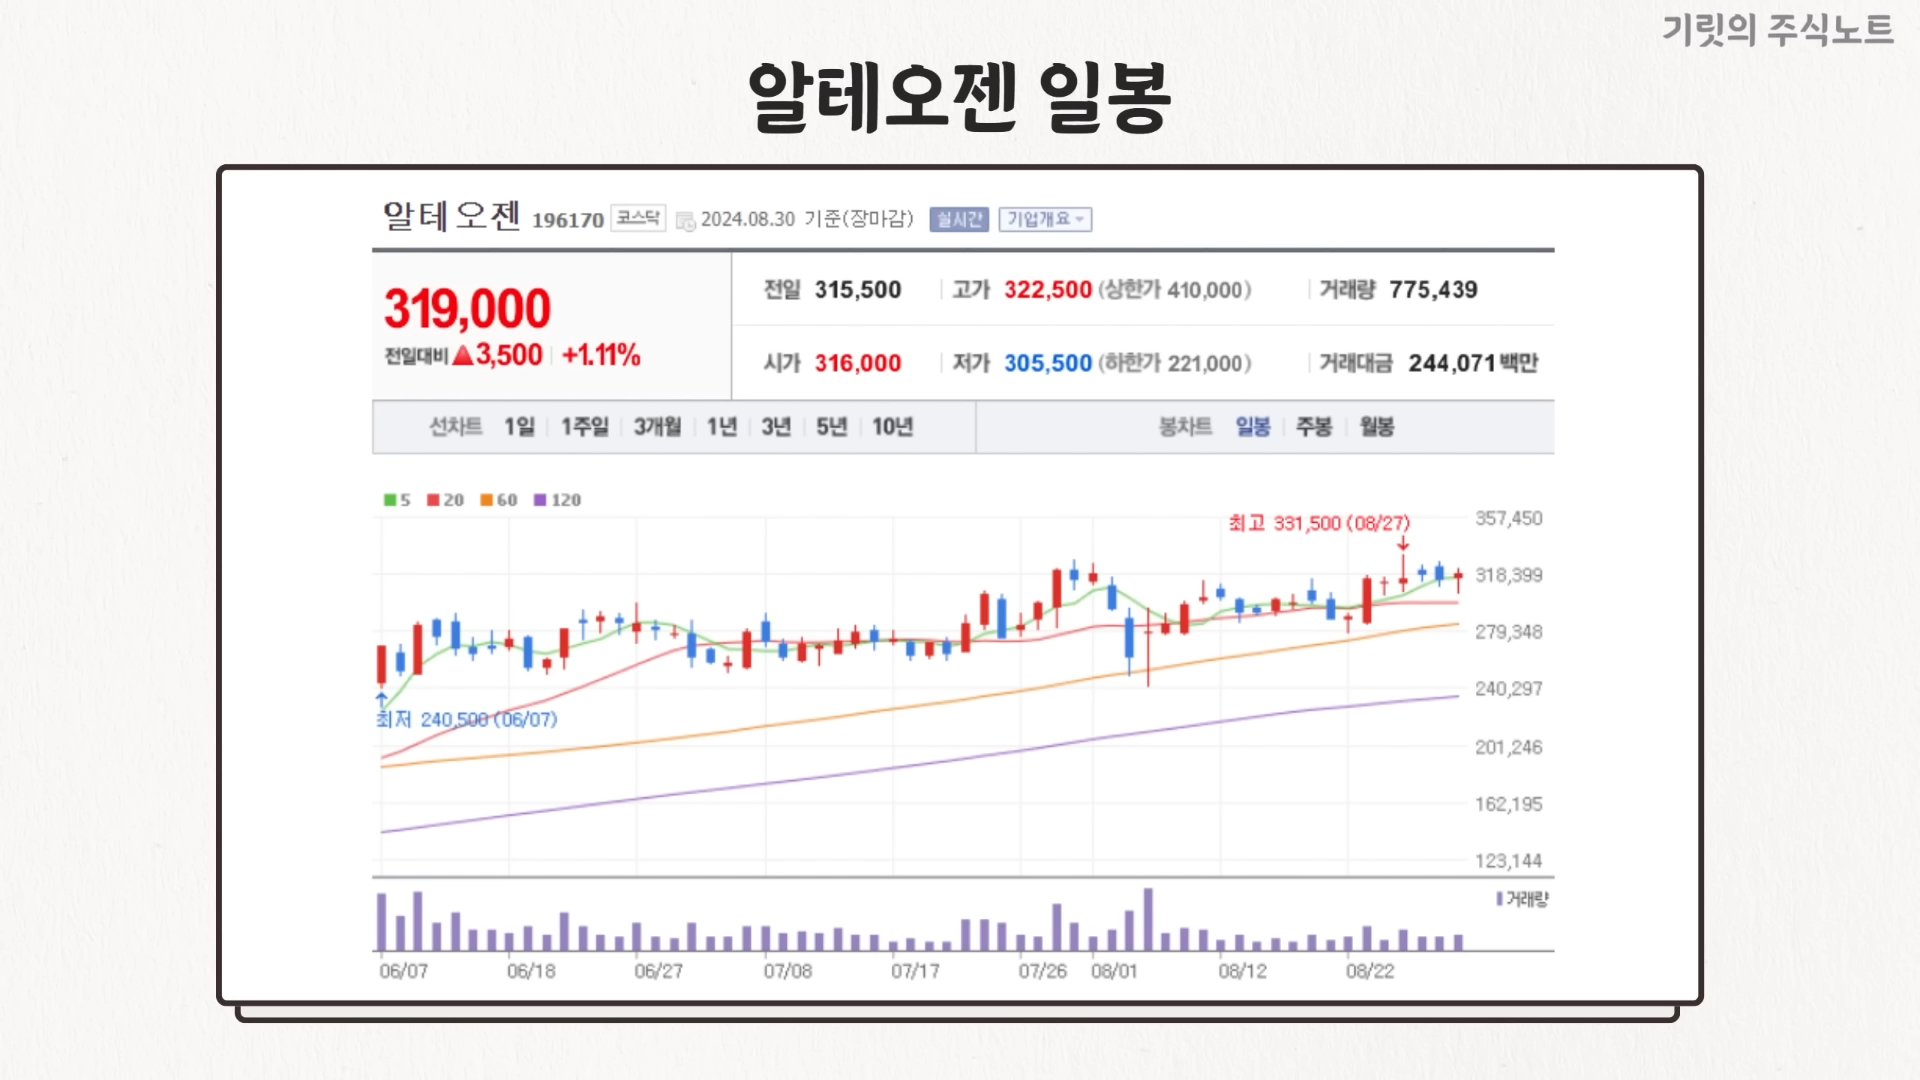 기릿의 주식노트
알테오젠 일봉
알테오젠 196170 코스닥 2024.08.30 기준(장마감) 실시간 기업개요
319,000
전일대비 ▲3,500 +1.11%
전일 315,500 고가 322,500 (상한가 410,000) 거래량 775,439
시가 316,000 저가 305,500 (하한가 221,000) 거래대금 244,071백만
선차트 1일 1주일 3개월 1년 3년 5년 10년 봉차트 일봉 주봉 월봉
5 20 60 120
최고 331,500 (08/27)
357,450
318,399
279,348
240,297
최저 240,500 (06/07)
201,246
162,195
123,144
거래량
06/07 06/18 06/27 07/08 07/17 07/26 08/01 08/12 08/22